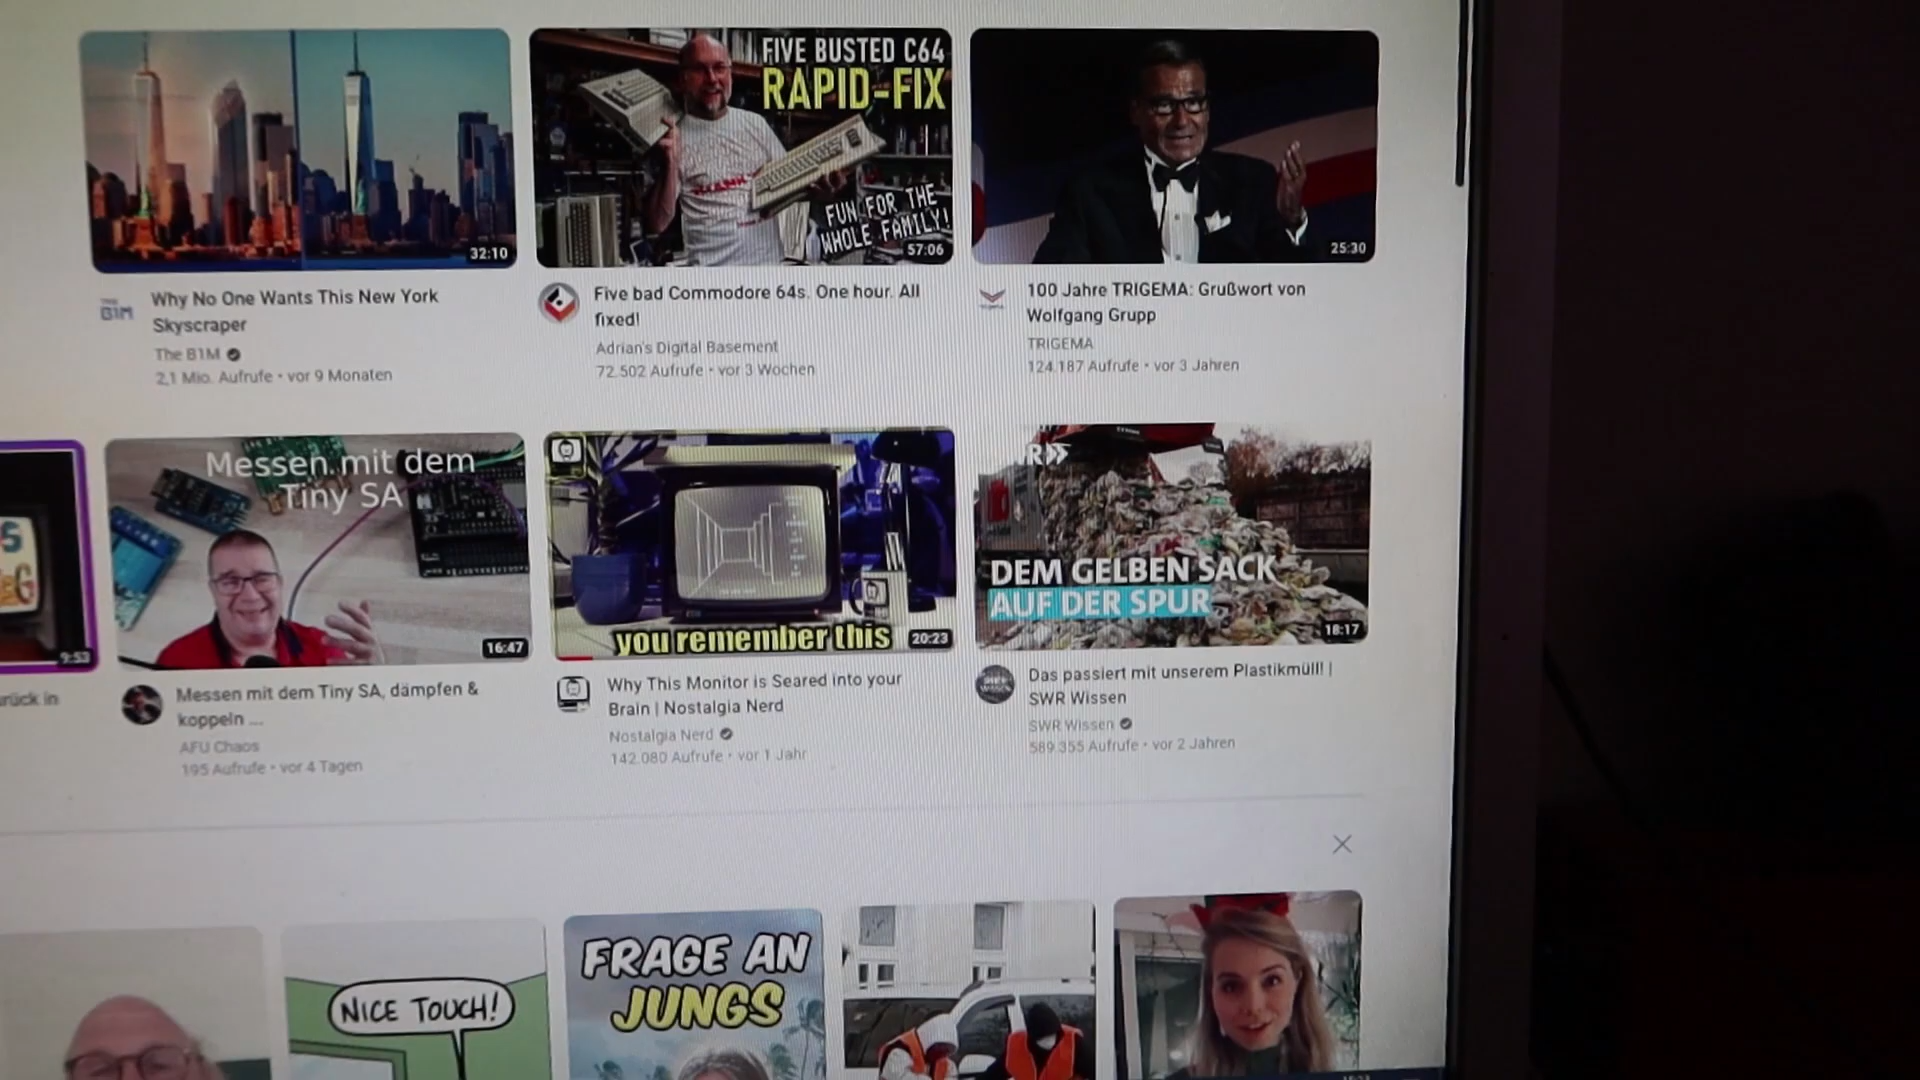 FIVE BUSTED C64
RAPID-FIX
FUN FOR THE
WHOLE FAMILY!
32:10
57:06
25:30
THE
B1M
Why No One Wants This New York
Skyscraper
The B1M
2,1 Mio. Aufrufe • vor 9 Monaten
Five bad Commodore 64s. One hour. All
fixed!
Adrian's Digital Basement
72.502 Aufrufe • vor 3 Wochen
100 Jahre TRIGEMA: Grußwort von
Wolfgang Grupp
TRIGEMA
124.187 Aufrufe • vor 3 Jahren
9:53
Messen mit dem
Tiny SA
16:47
you remember this
20:23
DEM GELBEN SACK
AUF DER SPUR
18:17
rück in
Messen mit dem Tiny SA, dämpfen &
koppeln ...
AFU Chaos
195 Aufrufe • vor 4 Tagen
Why This Monitor is Seared into your
Brain | Nostalgia Nerd
Nostalgia Nerd
142.080 Aufrufe • vor 1 Jahr
Das passiert mit unserem Plastikmüll! |
SWR Wissen
SWR Wissen
589.355 Aufrufe • vor 2 Jahren
NICE TOUCH!
FRAGE AN
JUNGS